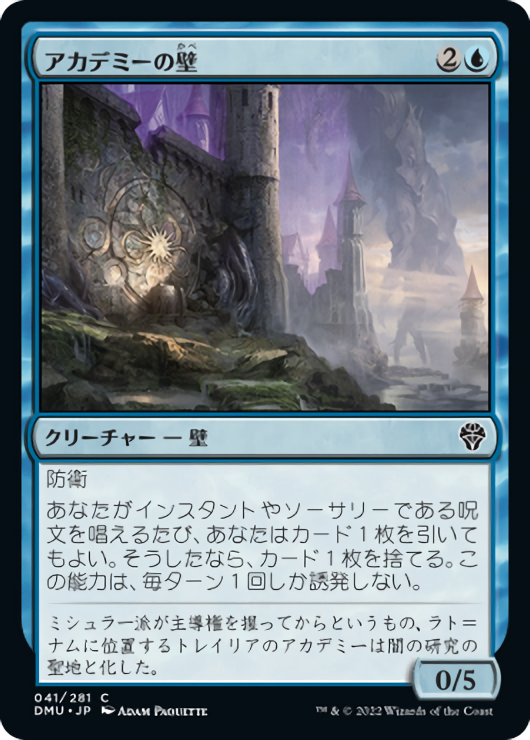 アカデミーの壁 2
かべ
クリーチャー — 壁
防衛
あなたがインスタントやソーサリーである呪
文を唱えるたび、あなたはカード１枚を引いて
もよい。そうしたなら、カード１枚を捨てる。こ
の能力は、毎ターン１回しか誘発しない。
ミシュラー派が主導権を握ってからというもの、ラト＝
ナムに位置するトレイリアのアカデミーは闇の研究の
聖地と化した。
0/5
041/281 C
DMU • JP Adam Paquette
™ & © 2022 Wizards of the Coast